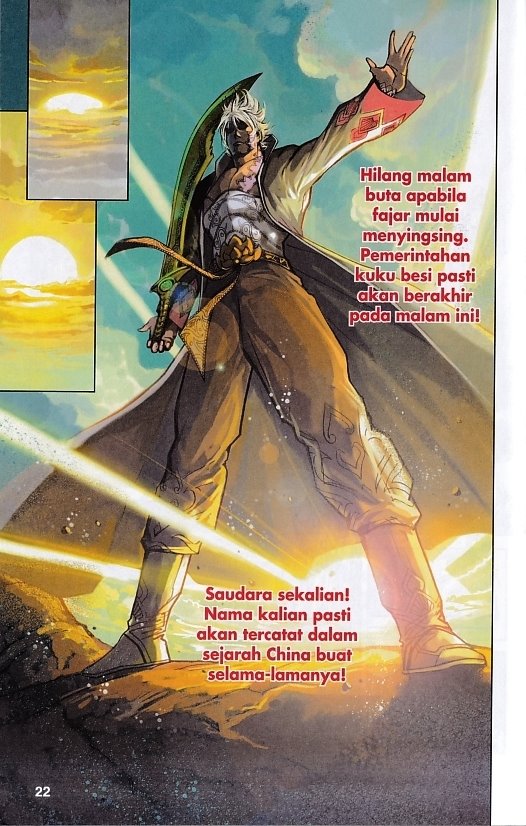 Hilang malam
buta apabila
fajar mulai
menyingsing.
Pemerintahan
kuku besi pasti
akan berakhir
pada malam ini!
Saudara sekalian!
Nama kalian pasti
akan tercatat dalam
sejarah China buat
selama-lamanya!
22